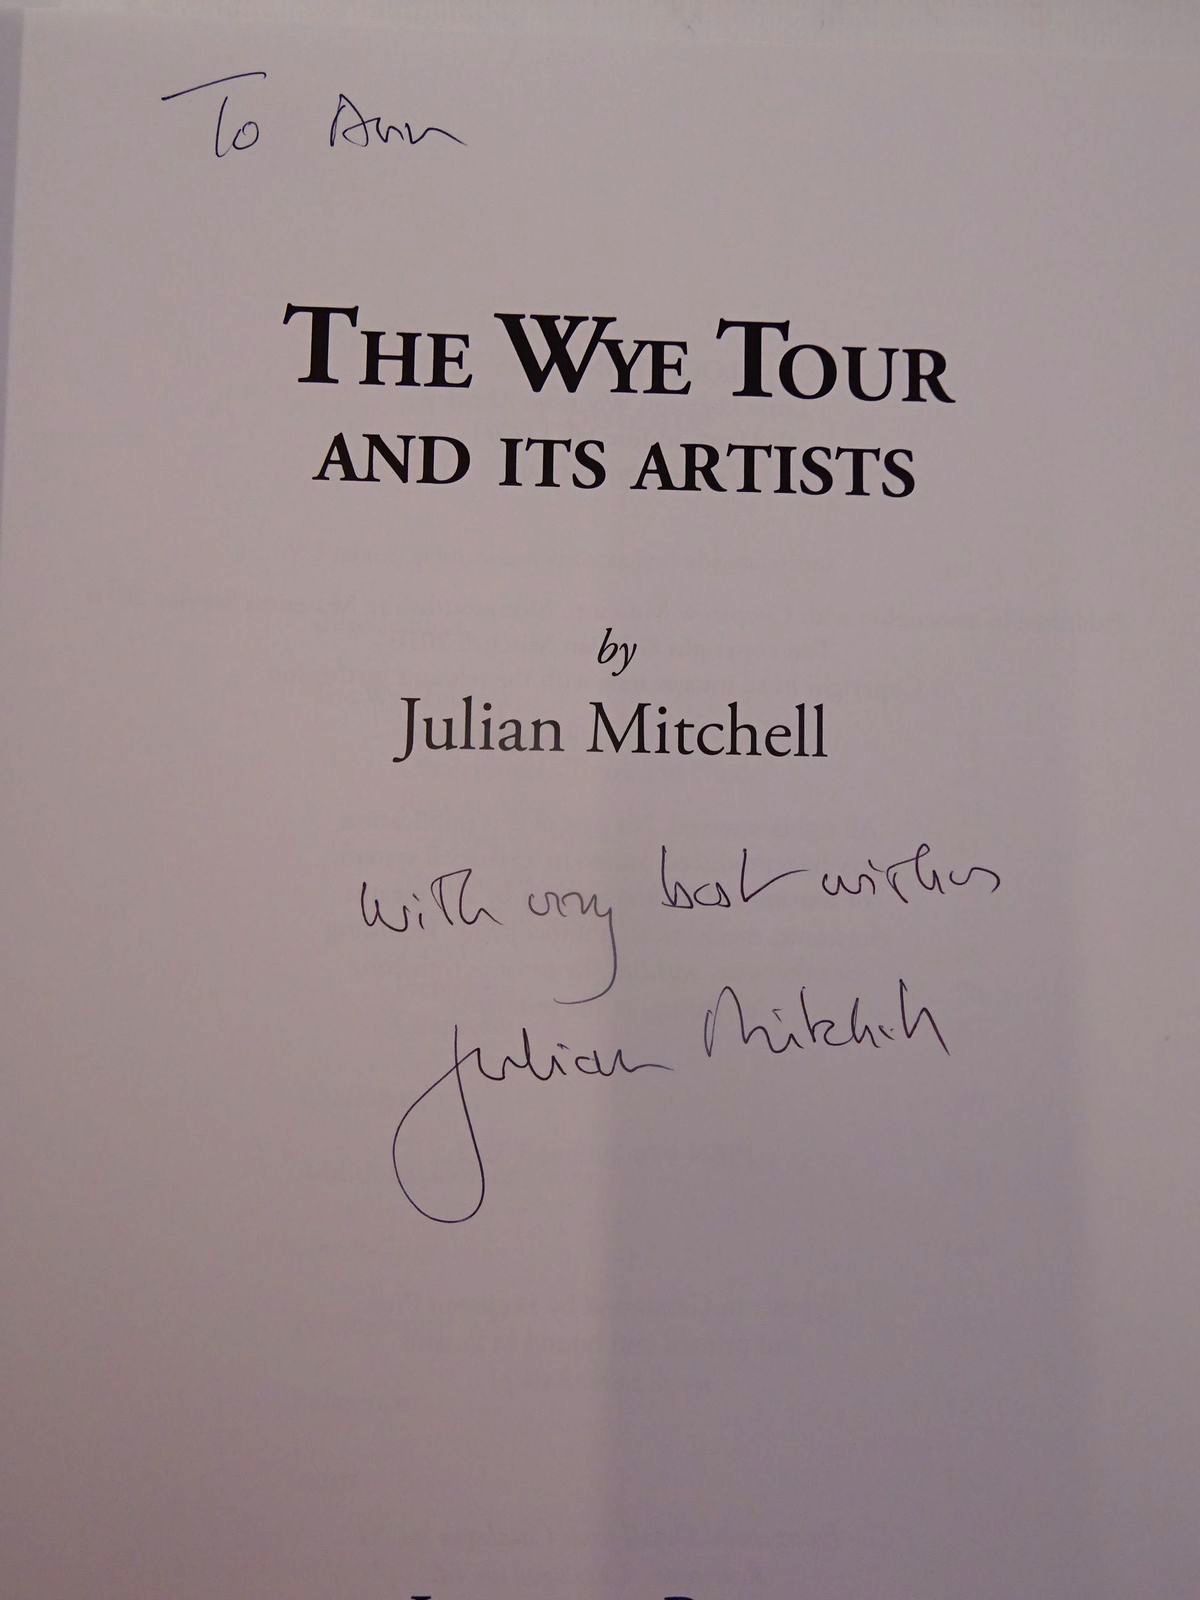 To Ann
THE WYE TOUR
AND ITS ARTISTS
by
Julian Mitchell
with very best wishes
Julian Mitchell